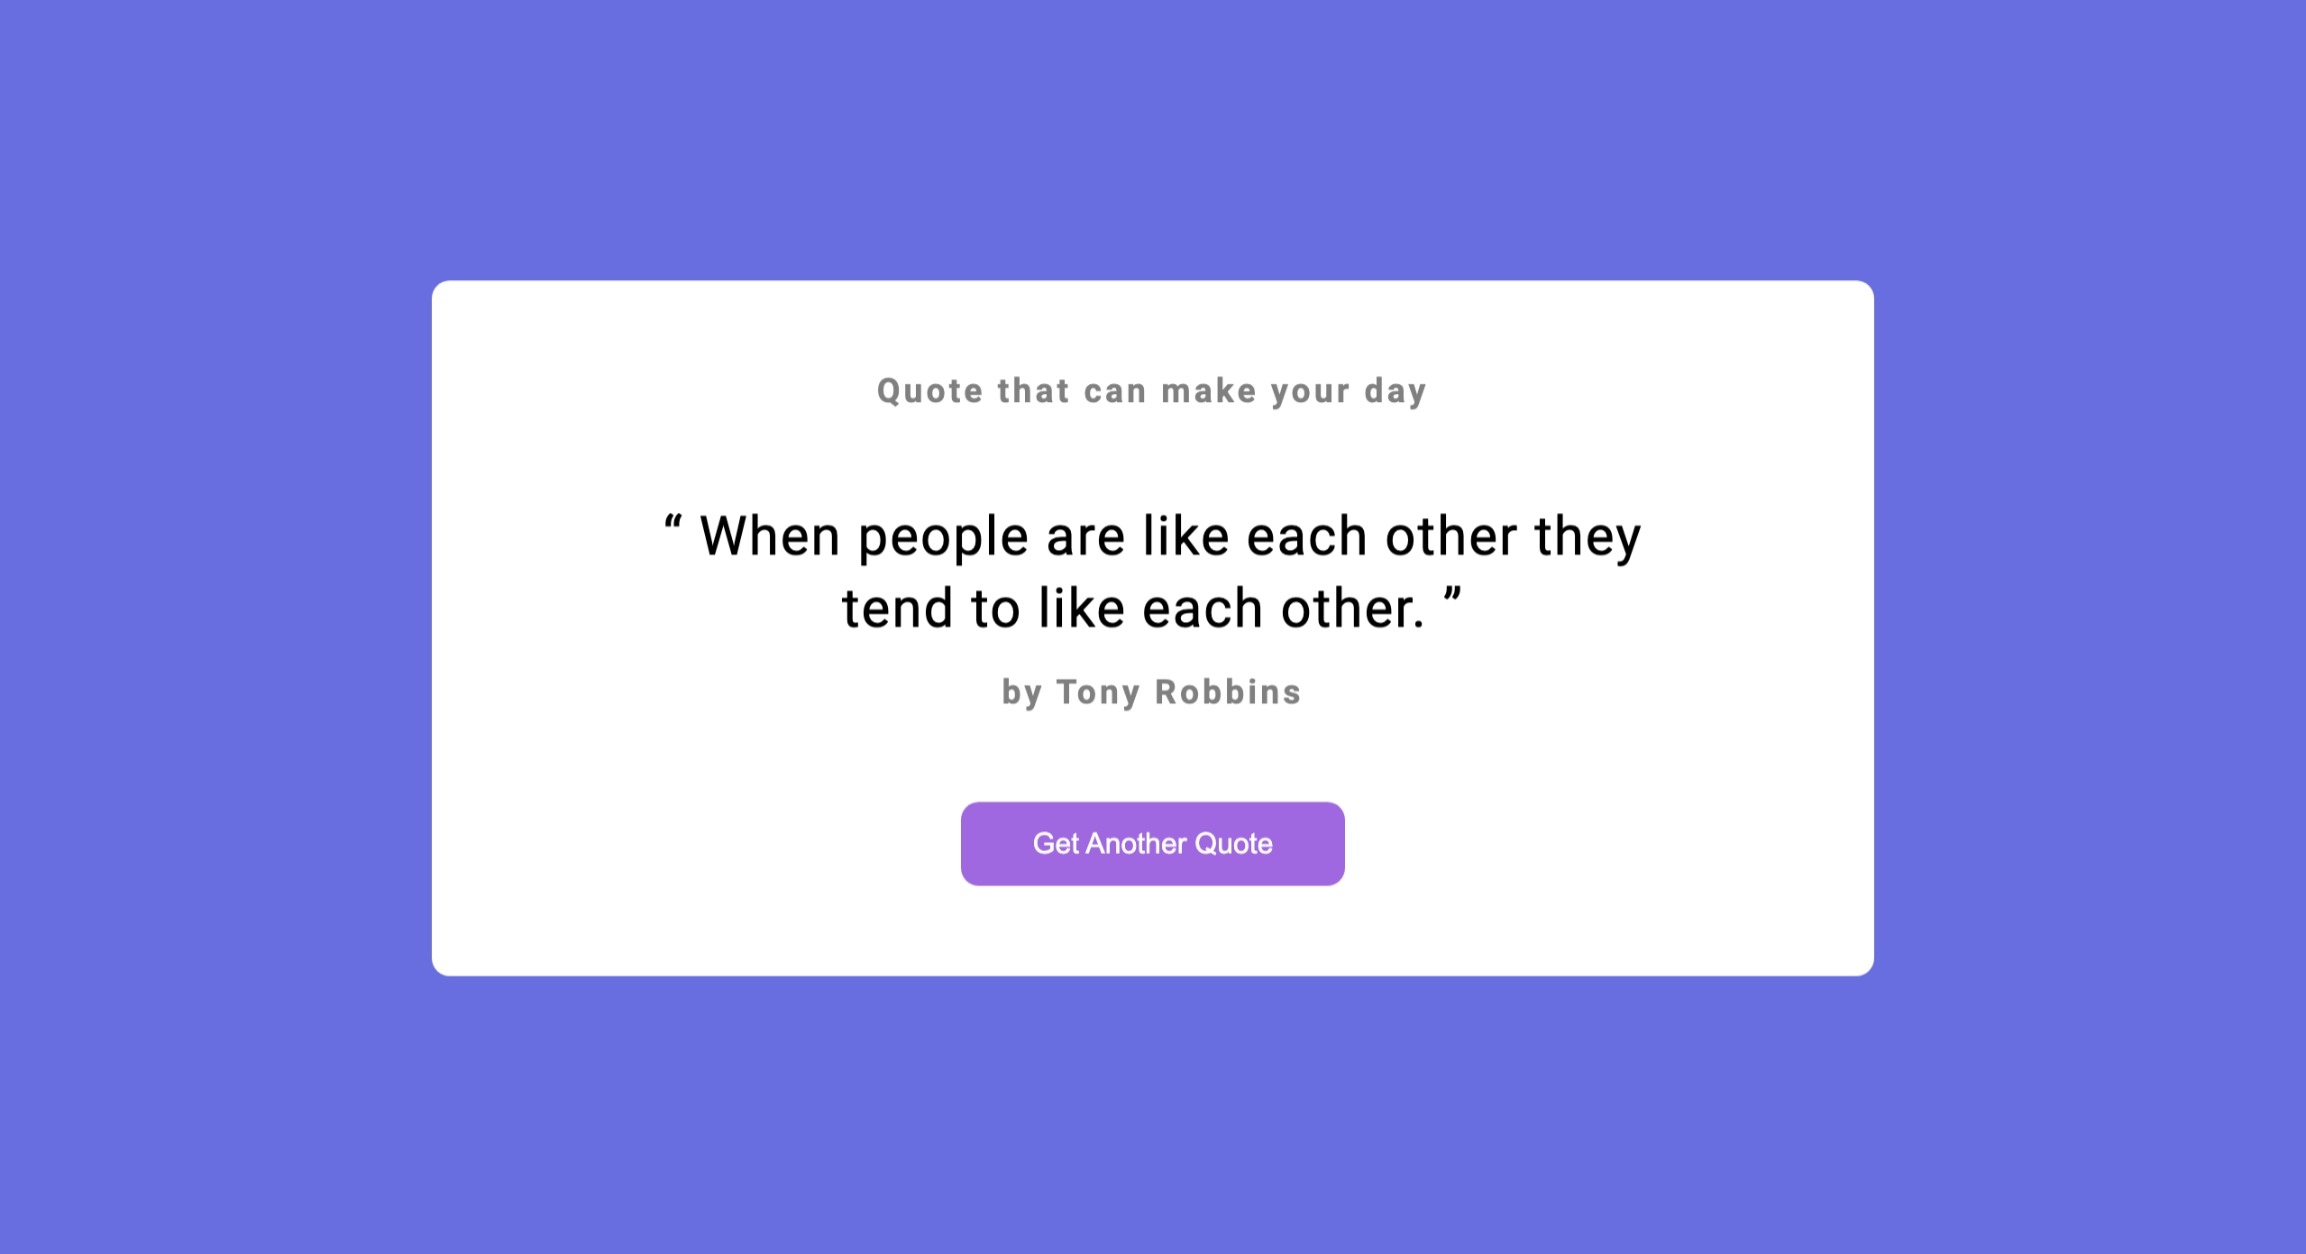 Quote that can make your day
“ When people are like each other they
tend to like each other. ”
by Tony Robbins
Get Another Quote